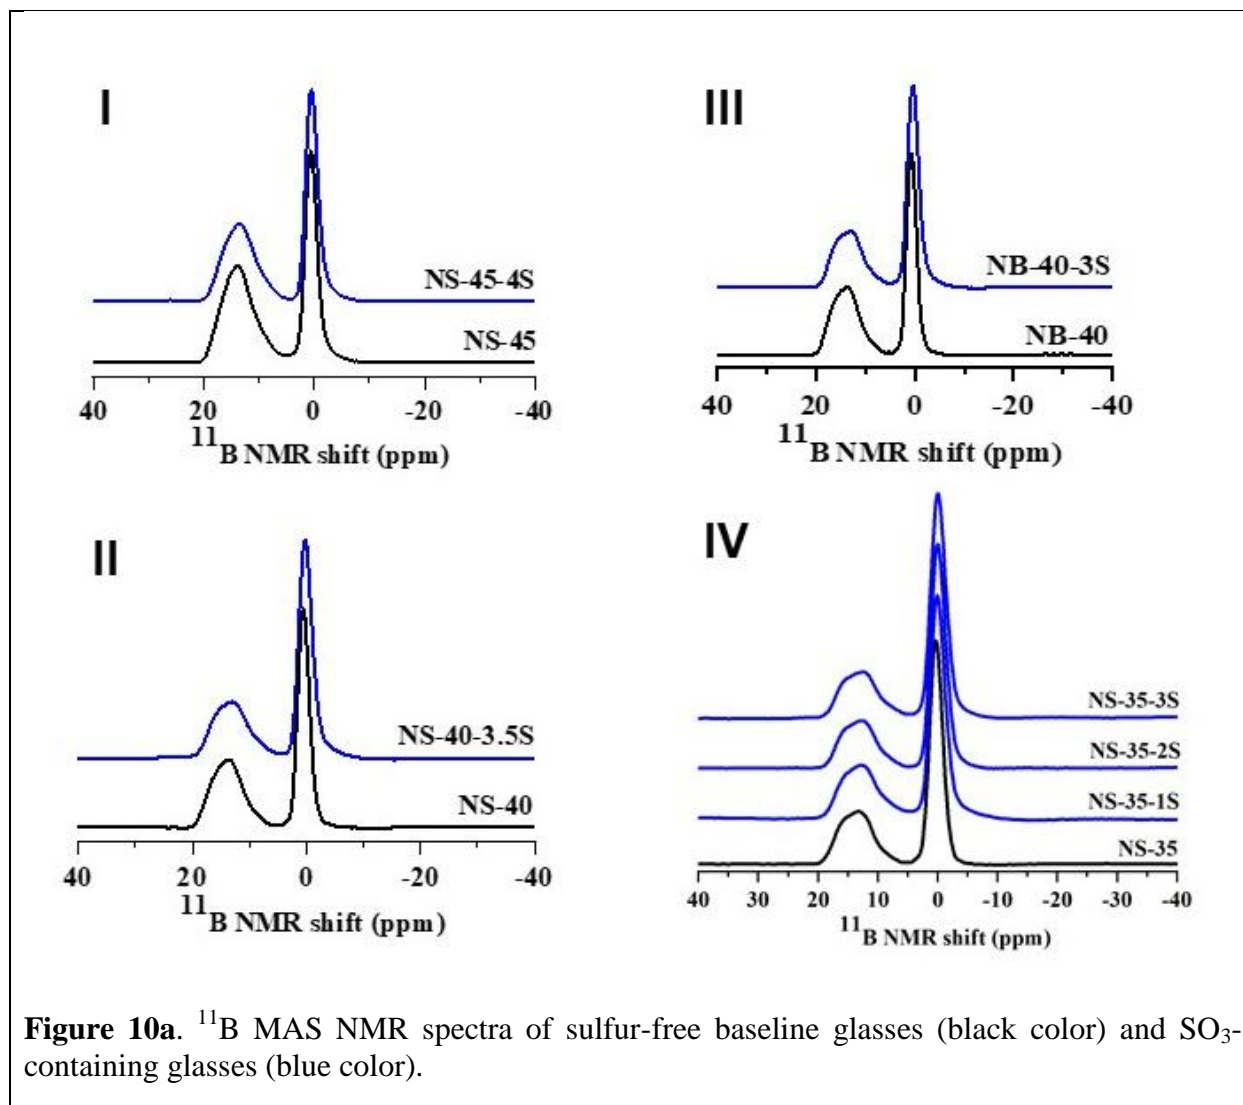 I
NS-45-4S
NS-45
40 20 0 -20 -40
¹¹B NMR shift (ppm)
III
NB-40-3S
NB-40
40 20 0 -20 -40
¹¹B NMR shift (ppm)
II
NS-40-3.5S
NS-40
40 20 0 -20 -40
¹¹B NMR shift (ppm)
IV
NS-35-3S
NS-35-2S
NS-35-1S
NS-35
40 30 20 10 0 -10 -20 -30 -40
¹¹B NMR shift (ppm)
Figure 10a. ¹¹B MAS NMR spectra of sulfur-free baseline glasses (black color) and SO₃-
containing glasses (blue color).